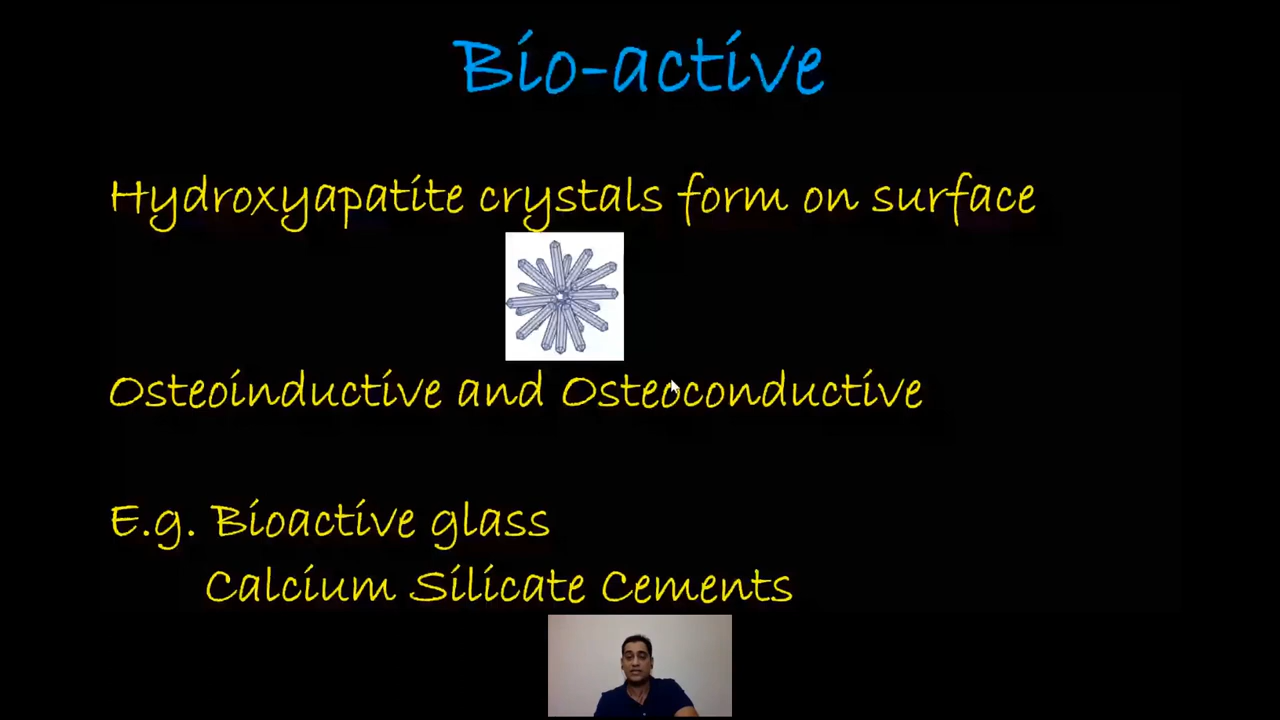 Bio-active
Hydroxyapatite crystals form on surface
Osteoinductive and Osteoconductive
E.g. Bioactive glass
Calcium Silicate Cements